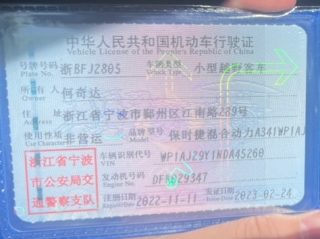 中华人民共和国机动车行驶证
Vehicle License of the People's Republic of China
号牌号码 浙BFJ2805 车辆类型 小型越野客车
Plate No. Vehicle Type
所有人 何奇达
Owner
住址 浙江省宁波市鄞州区江南路289号
Address
使用性质 非营运 品牌型号 保时捷混合动力A341WP1AJ
Use Character Model
浙江省宁波
市公安局交
通警察支队
车辆识别代号 WP1AJ29Y1NDA45260
VIN
发动机号码
Engine No.
注册日期 2022-11-11 发证日期 2023-02-24
Register Date Issue Date